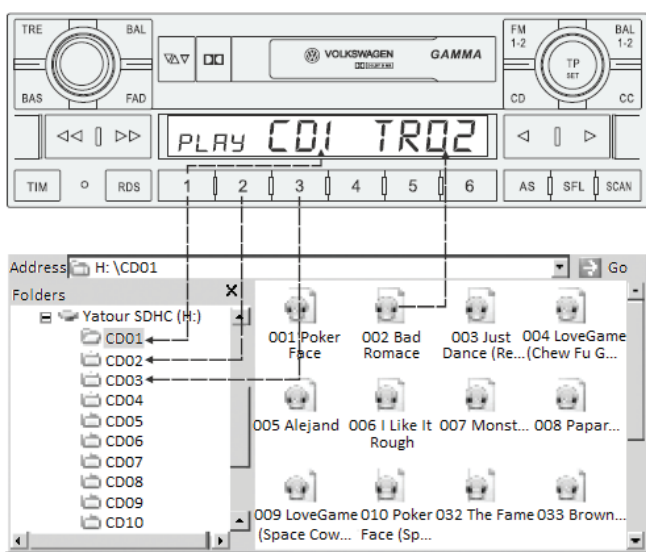 TRE
BAL
BAS
FAD
VOLKSWAGEN
GAMMA
FM
1-2
BAL
1-2
TP
SET
CD
CC
PLAY CD1 TR02
TIM
RDS
1 2 3 4 5 6
AS
SFL
SCAN
Address H: \CD01
Go
Folders X
Yatour SDHC (H:)
CD01
CD02
CD03
CD04
CD05
CD06
CD07
CD08
CD09
CD10
001 Poker
Face
002 Bad
Romace
003 Just
Dance (Re...
004 LoveGame
(Chew Fu G...
005 Alejand
006 I Like It
Rough
007 Monst...
008 Papar...
009 LoveGame
(Space Cow...
010 Poker
Face (Sp...
032 The Fame
033 Brown...